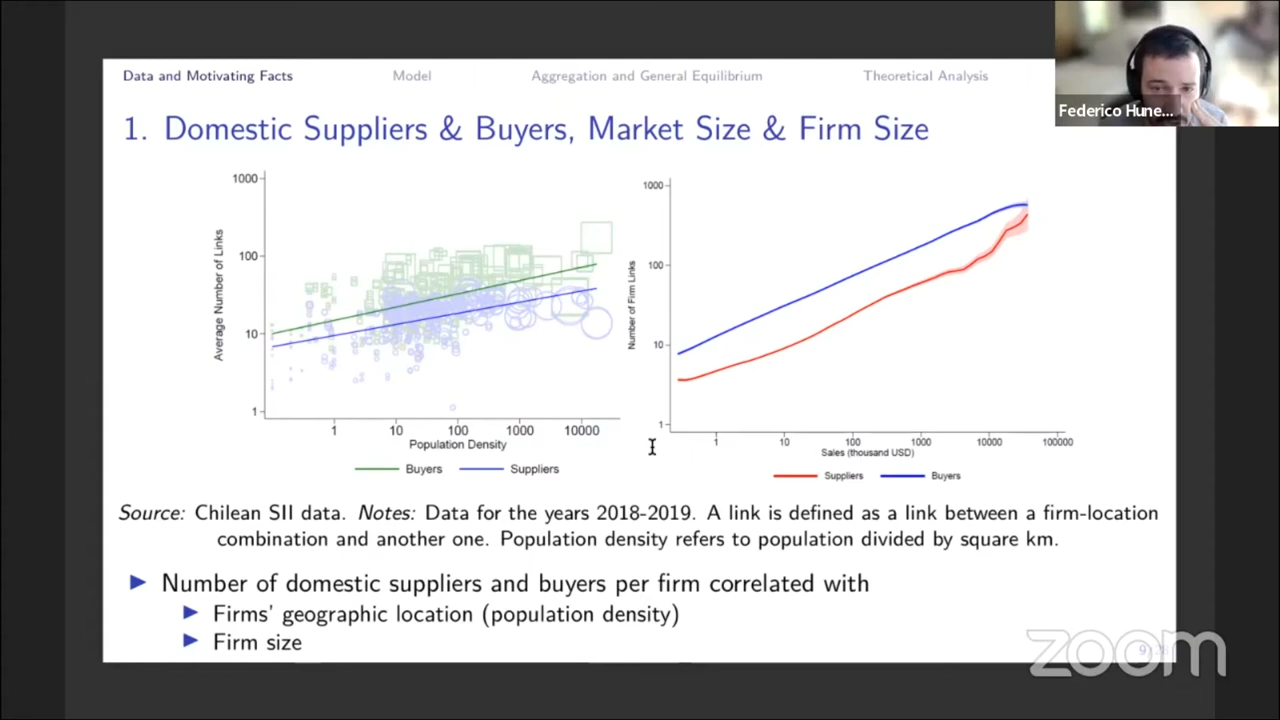 Data and Motivating Facts
Model
Aggregation and General Equilibrium
Theoretical Analysis
Federico Hune...
1. Domestic Suppliers & Buyers, Market Size & Firm Size
Average Number of Links
1000
100
10
1
1
10
100
1000
10000
Population Density
Buyers
Suppliers
Number of Firm Links
1000
100
10
1
1
10
100
1000
10000
100000
Sales (thousand USD)
Suppliers
Buyers
Source: Chilean SII data. Notes: Data for the years 2018-2019. A link is defined as a link between a firm-location
combination and another one. Population density refers to population divided by square km.
Number of domestic suppliers and buyers per firm correlated with
Firms' geographic location (population density)
Firm size
zoom